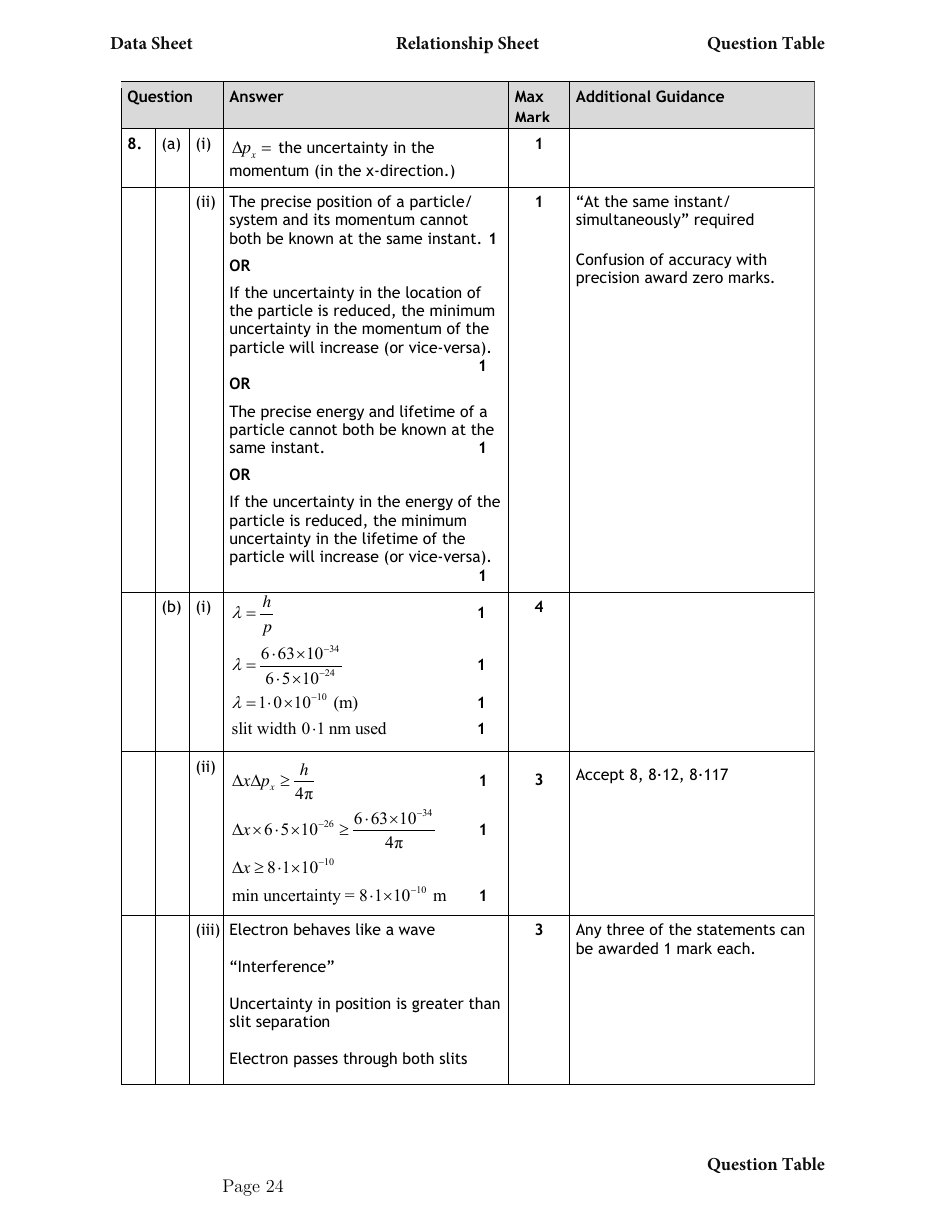 Data Sheet Relationship Sheet Question Table
Question Answer Max Mark Additional Guidance
8. (a) (i) Δpₓ = the uncertainty in the 1
momentum (in the x-direction.)
(ii) The precise position of a particle/ 1 “At the same instant/
system and its momentum cannot simultaneously” required
both be known at the same instant. 1
OR Confusion of accuracy with
precision award zero marks.
If the uncertainty in the location of
the particle is reduced, the minimum
uncertainty in the momentum of the
particle will increase (or vice-versa).
1
OR
The precise energy and lifetime of a
particle cannot both be known at the
same instant. 1
OR
If the uncertainty in the energy of the
particle is reduced, the minimum
uncertainty in the lifetime of the
particle will increase (or vice-versa).
1
(b) (i) λ = h/p 1 4
λ = 6·63×10⁻³⁴/6·5×10⁻²⁴ 1
λ = 1·0×10⁻¹⁰ (m) 1
slit width 0·1 nm used 1
(ii) ΔxΔpₓ ≥ h/4π 1 3 Accept 8, 8·12, 8·117
Δx×6·5×10⁻²⁶ ≥ 6·63×10⁻³⁴/4π 1
Δx ≥ 8·1×10⁻¹⁰
min uncertainty = 8·1×10⁻¹⁰ m 1
(iii) Electron behaves like a wave 3 Any three of the statements can
be awarded 1 mark each.
“Interference”
Uncertainty in position is greater than
slit separation
Electron passes through both slits
Question Table
Page 24